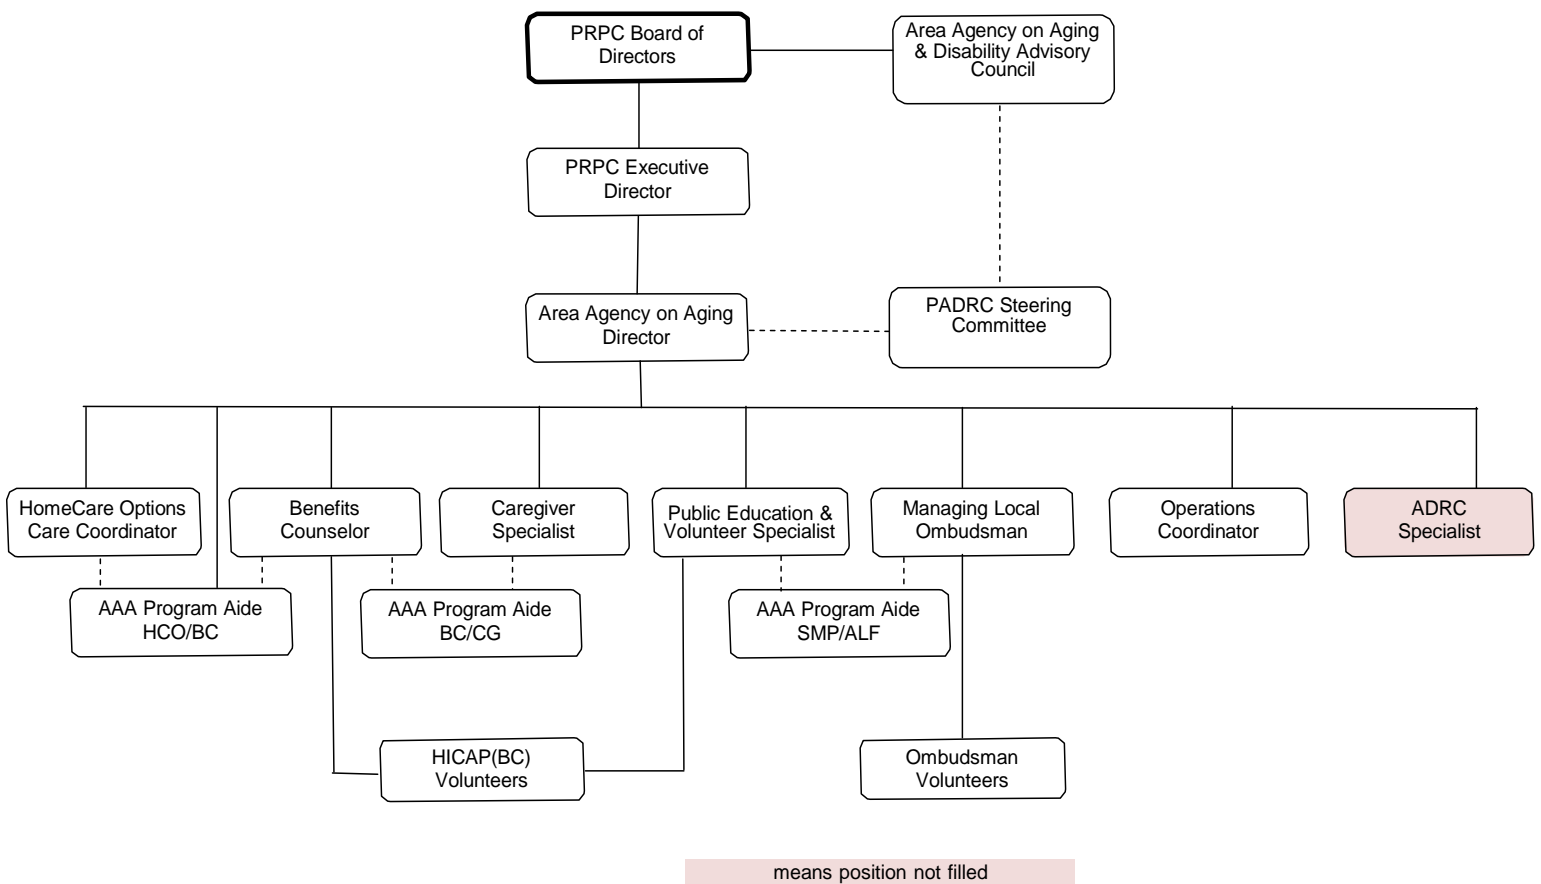 PRPC Board of
Directors
Area Agency on Aging
& Disability Advisory
Council
PRPC Executive
Director
Area Agency on Aging
Director
PADRC Steering
Committee
HomeCare Options
Care Coordinator
Benefits
Counselor
Caregiver
Specialist
Public Education &
Volunteer Specialist
Managing Local
Ombudsman
Operations
Coordinator
ADRC
Specialist
AAA Program Aide
HCO/BC
AAA Program Aide
BC/CG
AAA Program Aide
SMP/ALF
HICAP(BC)
Volunteers
Ombudsman
Volunteers
means position not filled